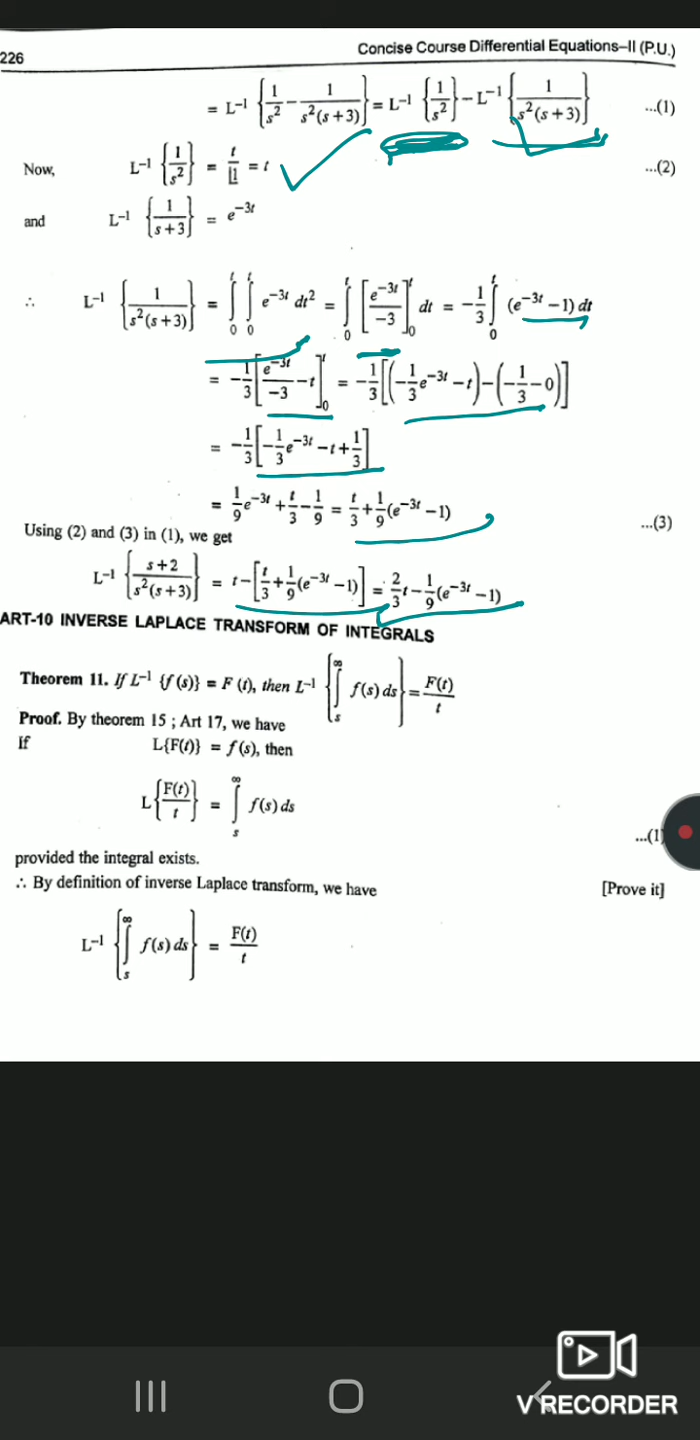 226
Concise Course Differential Equations–II (P.U.)
= L⁻¹ {1/s² − 1/(s²(s+3))} = L⁻¹ {1/s²} − L⁻¹ {1/(s²(s+3))} ...(1)
Now, L⁻¹ {1/s²} = t/|1 = t ...(2)
and L⁻¹ {1/(s+3)} = e⁻³ᵗ
∴ L⁻¹ {1/(s²(s+3))} = ∫₀ᵗ ∫₀ᵗ e⁻³ᵗ dt² = ∫₀ᵗ [e⁻³ᵗ/−3]₀ᵗ dt = −1/3 ∫₀ᵗ (e⁻³ᵗ − 1) dt
= −1/3 [e⁻³ᵗ/−3 − t]₀ᵗ = −1/3 [(−1/3 e⁻³ᵗ − t) − (−1/3 − 0)]
= −1/3 [−1/3 e⁻³ᵗ − t + 1/3]
= 1/9 e⁻³ᵗ + t/3 − 1/9 = t/3 + 1/9 (e⁻³ᵗ − 1) ...(3)
Using (2) and (3) in (1), we get
L⁻¹ {(s+2)/(s²(s+3))} = t − [t/3 + 1/9 (e⁻³ᵗ − 1)] = 2/3 t − 1/9 (e⁻³ᵗ − 1)
ART-10 INVERSE LAPLACE TRANSFORM OF INTEGRALS
Theorem 11. If L⁻¹ {f(s)} = F (t), then L⁻¹ {∫ₛ^∞ f(s) ds} = F(t)/t
Proof. By theorem 15 ; Art 17, we have
If L{F(t)} = f(s), then
L{F(t)/t} = ∫ₛ^∞ f(s) ds
...(1)
provided the integral exists.
∴ By definition of inverse Laplace transform, we have [Prove it]
L⁻¹ {∫ₛ^∞ f(s) ds} = F(t)/t
V RECORDER